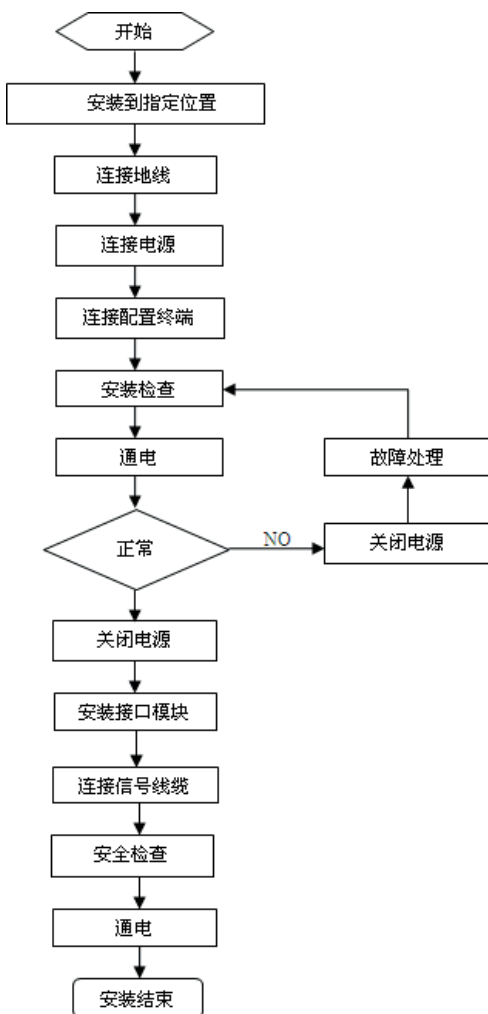 开始
安装到指定位置
连接地线
连接电源
连接配置终端
安装检查
通电
故障处理
正常
NO
关闭电源
关闭电源
安装接口模块
连接信号线缆
安全检查
通电
安装结束